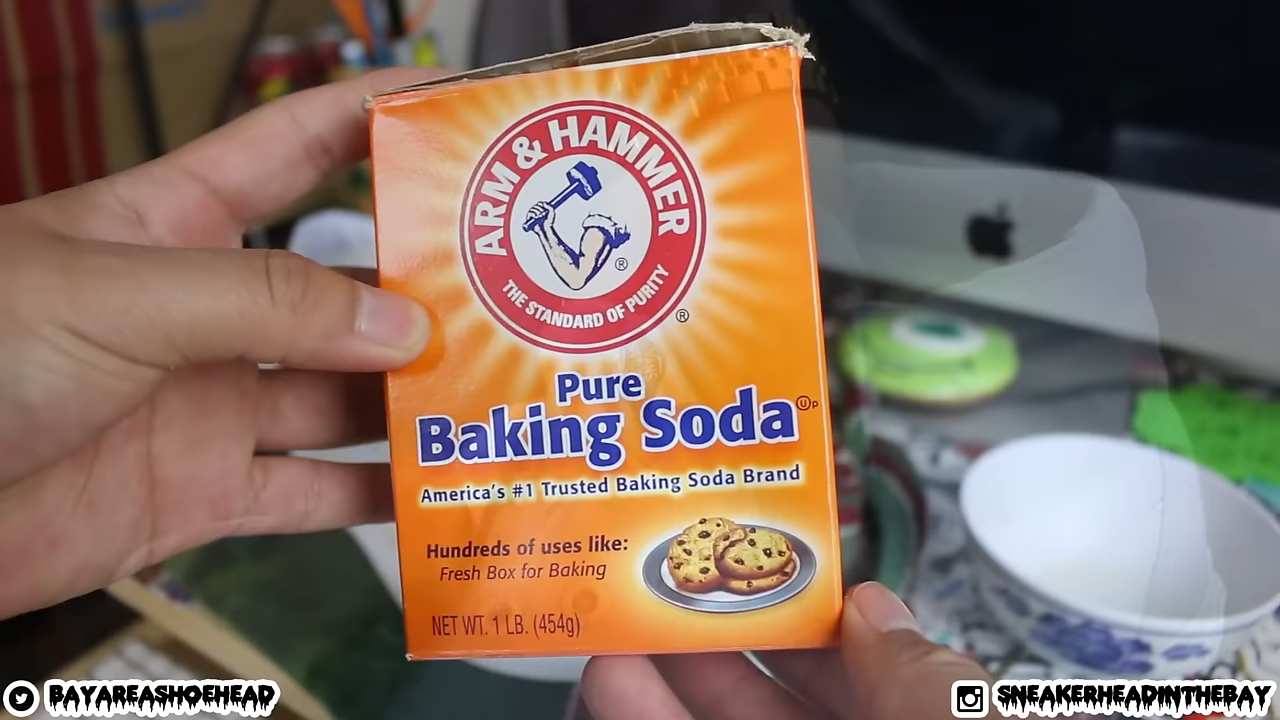 ARM & HAMMER
THE STANDARD OF PURITY
®
®
Pure
Baking Soda ⓊP
America's #1 Trusted Baking Soda Brand
Hundreds of uses like:
Fresh Box for Baking
NET WT. 1 LB. (454g)
BAYAREASHOEHEAD
SNEAKERHEADINTHEBAY